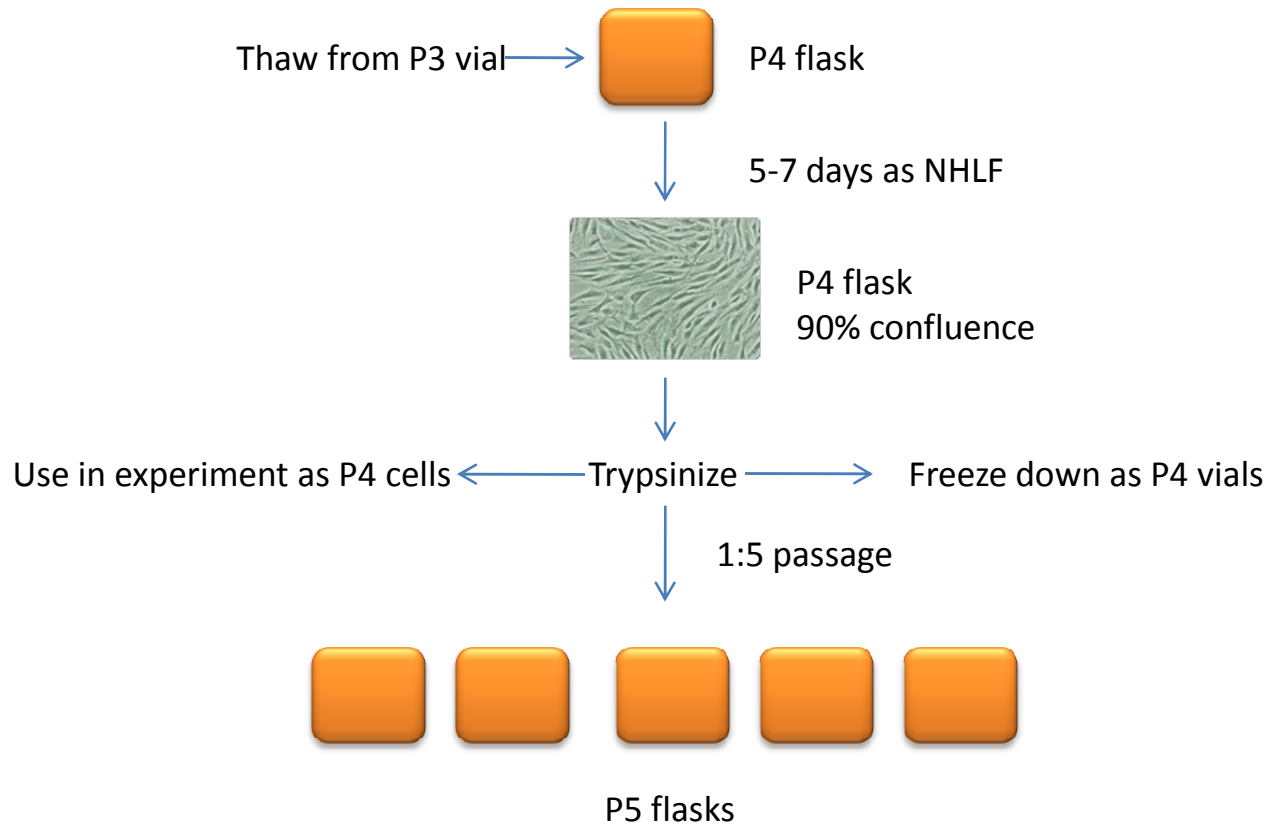 Thaw from P3 vial
P4 flask
5-7 days as NHLF
P4 flask
90% confluence
Use in experiment as P4 cells
Trypsinize
Freeze down as P4 vials
1:5 passage
P5 flasks